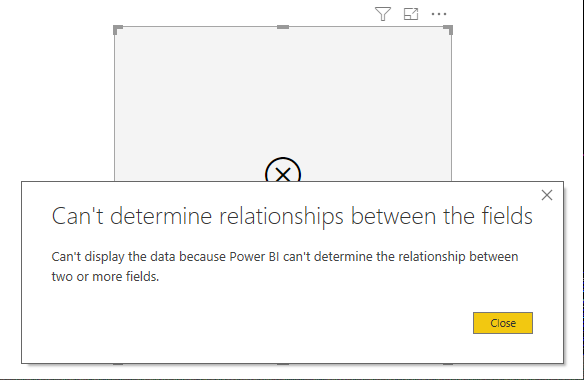 Can't determine relationships between the fields
Can't display the data because Power BI can't determine the relationship between
two or more fields.
Close